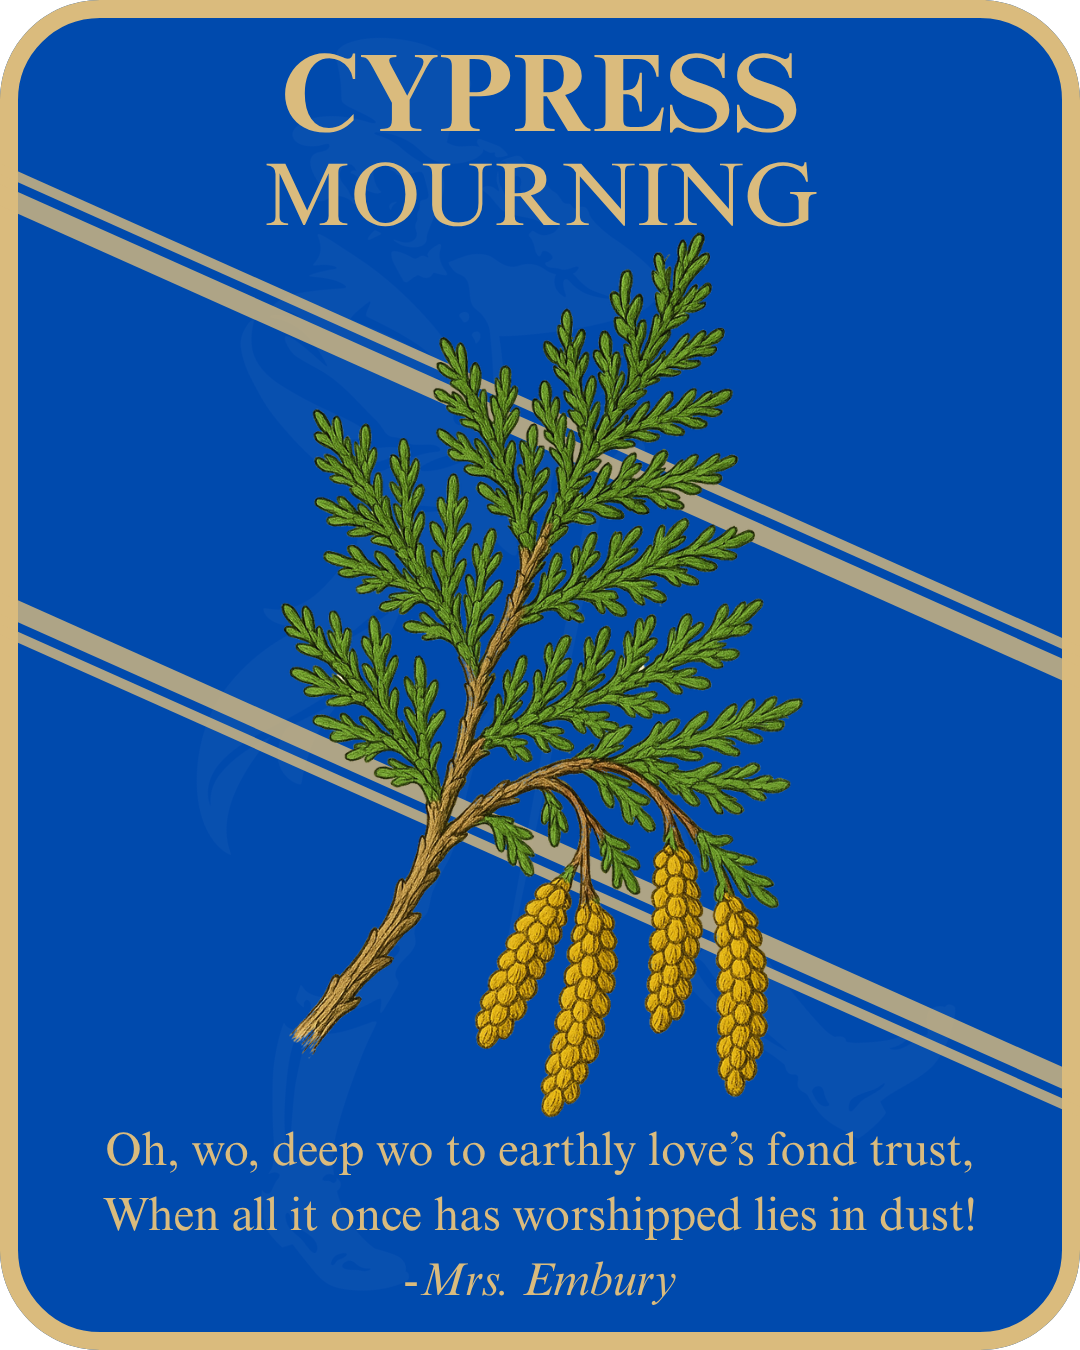 CYPRESS
MOURNING
Oh, wo, deep wo to earthly love’s fond trust,
When all it once has worshipped lies in dust!
-Mrs. Embury